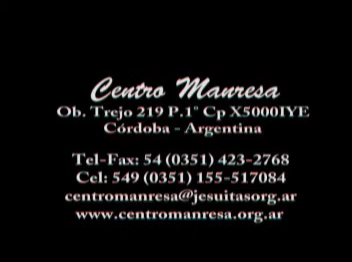 Centro Manresa
Ob. Trejo 219 P.1° Cp X5000IYE
Córdoba - Argentina
Tel-Fax: 54 (0351) 423-2768
Cel: 549 (0351) 155-517084
centromanresa@jesuitasorg.ar
www.centromanresa.org.ar